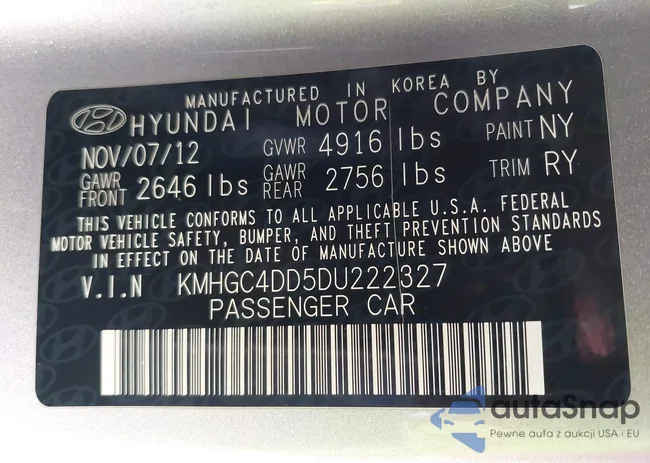 MANUFACTURED IN KOREA BY
HYUNDAI MOTOR COMPANY
NOV/07/12 GVWR 4916 lbs PAINT NY
GAWR FRONT 2646 lbs GAWR REAR 2756 lbs TRIM RY
THIS VEHICLE CONFORMS TO ALL APPLICABLE U.S.A. FEDERAL
MOTOR VEHICLE SAFETY, BUMPER, AND THEFT PREVENTION STANDARDS
IN EFFECT ON THE DATE OF MANUFACTURE SHOWN ABOVE
V.I.N KMHGC4DD5DU222327
PASSENGER CAR
autaSnap
Pewne auta z aukcji USA i EU